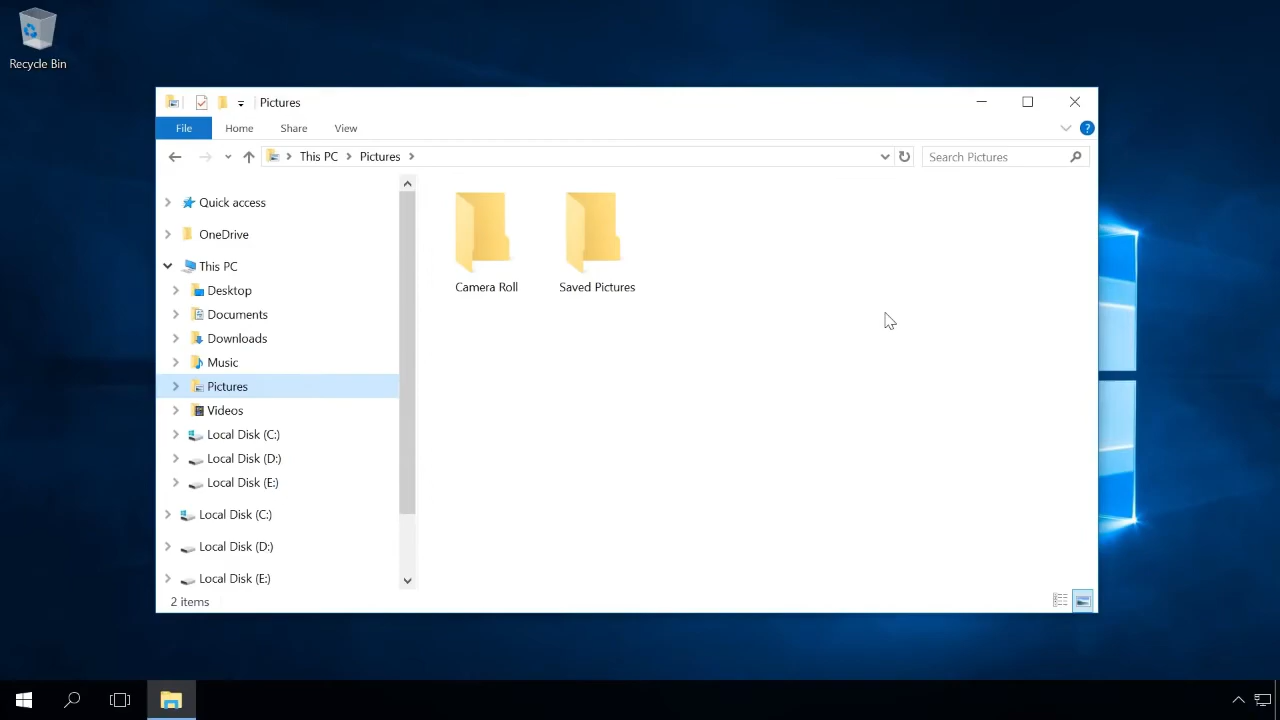 Recycle Bin
Pictures
File Home Share View
?
This PC Pictures
Search Pictures
Quick access
OneDrive
This PC
Desktop
Documents
Downloads
Music
Pictures
Videos
Local Disk (C:)
Local Disk (D:)
Local Disk (E:)
Local Disk (C:)
Local Disk (D:)
Local Disk (E:)
Camera Roll Saved Pictures
2 items